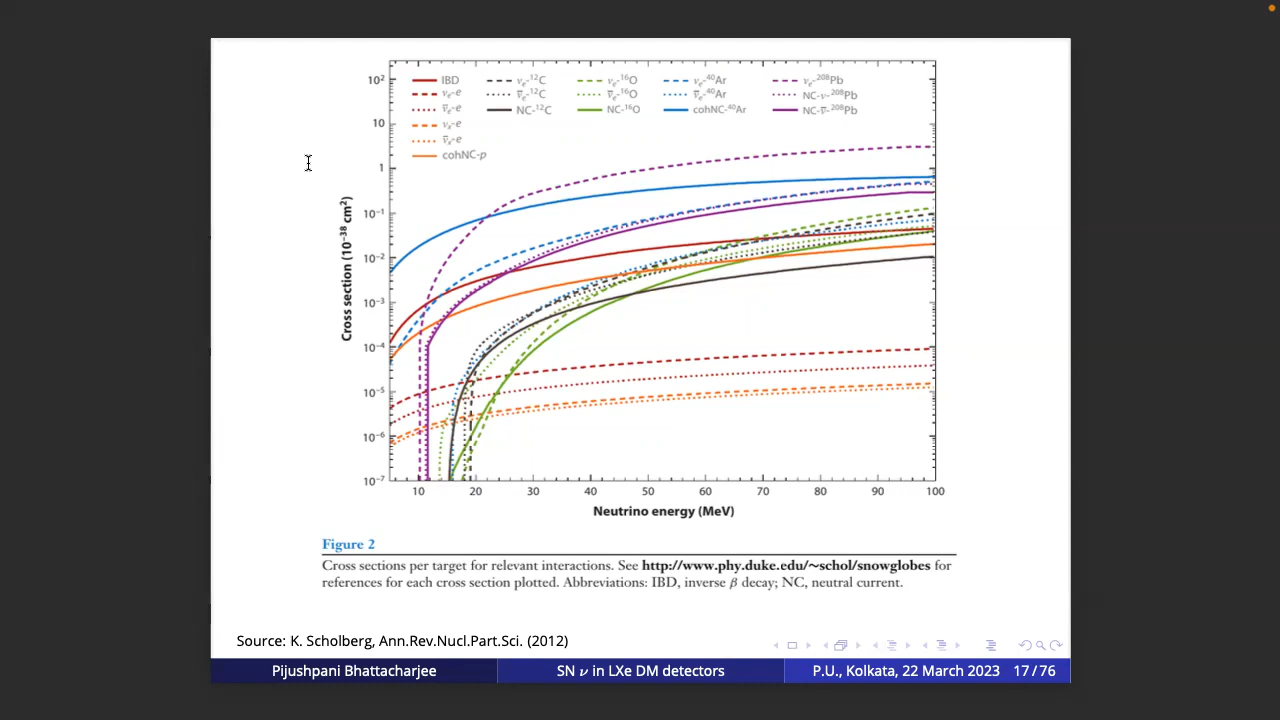 10² IBD νₑ-¹²C νₑ-¹⁶O νₑ-⁴⁰Ar νₑ-²⁰⁸Pb
νₑ-e ν̅ₑ-¹²C ν̅ₑ-¹⁶O ν̅ₑ-⁴⁰Ar NC-ν-²⁰⁸Pb
ν̅ₑ-e NC-¹²C NC-¹⁶O cohNC-⁴⁰Ar NC-ν̅-²⁰⁸Pb
νₓ-e
ν̅ₓ-e
cohNC-p
10
1
10⁻¹
10⁻²
10⁻³
10⁻⁴
10⁻⁵
10⁻⁶
10⁻⁷
Cross section (10⁻³⁸ cm²)
10 20 30 40 50 60 70 80 90 100
Neutrino energy (MeV)
Figure 2
Cross sections per target for relevant interactions. See http://www.phy.duke.edu/~schol/snowglobes for
references for each cross section plotted. Abbreviations: IBD, inverse β decay; NC, neutral current.
Source: K. Scholberg, Ann.Rev.Nucl.Part.Sci. (2012)
Pijushpani Bhattacharjee SN ν in LXe DM detectors P.U., Kolkata, 22 March 2023 17 / 76